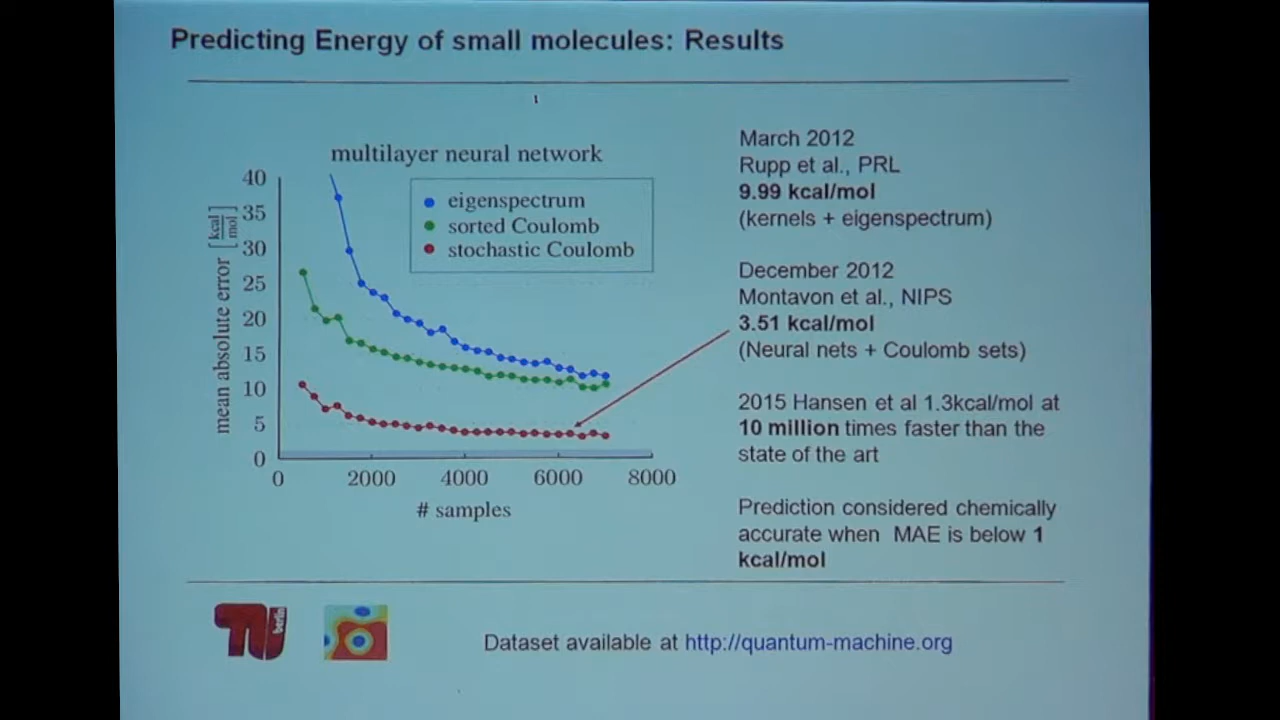 Predicting Energy of small molecules: Results
multilayer neural network
eigenspectrum
sorted Coulomb
stochastic Coulomb
mean absolute error [kcal/mol]
40
35
30
25
20
15
10
5
0
0 2000 4000 6000 8000
# samples
March 2012
Rupp et al., PRL
9.99 kcal/mol
(kernels + eigenspectrum)
December 2012
Montavon et al., NIPS
3.51 kcal/mol
(Neural nets + Coulomb sets)
2015 Hansen et al 1.3kcal/mol at
10 million times faster than the
state of the art
Prediction considered chemically
accurate when MAE is below 1
kcal/mol
berlin
Dataset available at http://quantum-machine.org